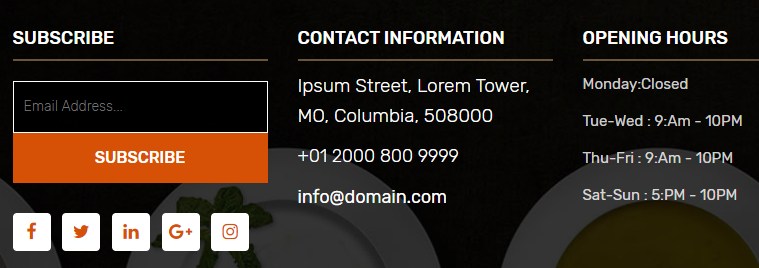 SUBSCRIBE
Email Address...
SUBSCRIBE
CONTACT INFORMATION
Ipsum Street, Lorem Tower,
MO, Columbia, 508000
+01 2000 800 9999
info@domain.com
OPENING HOURS
Monday:Closed
Tue-Wed : 9:Am - 10PM
Thu-Fri : 9:Am - 10PM
Sat-Sun : 5:PM - 10PM